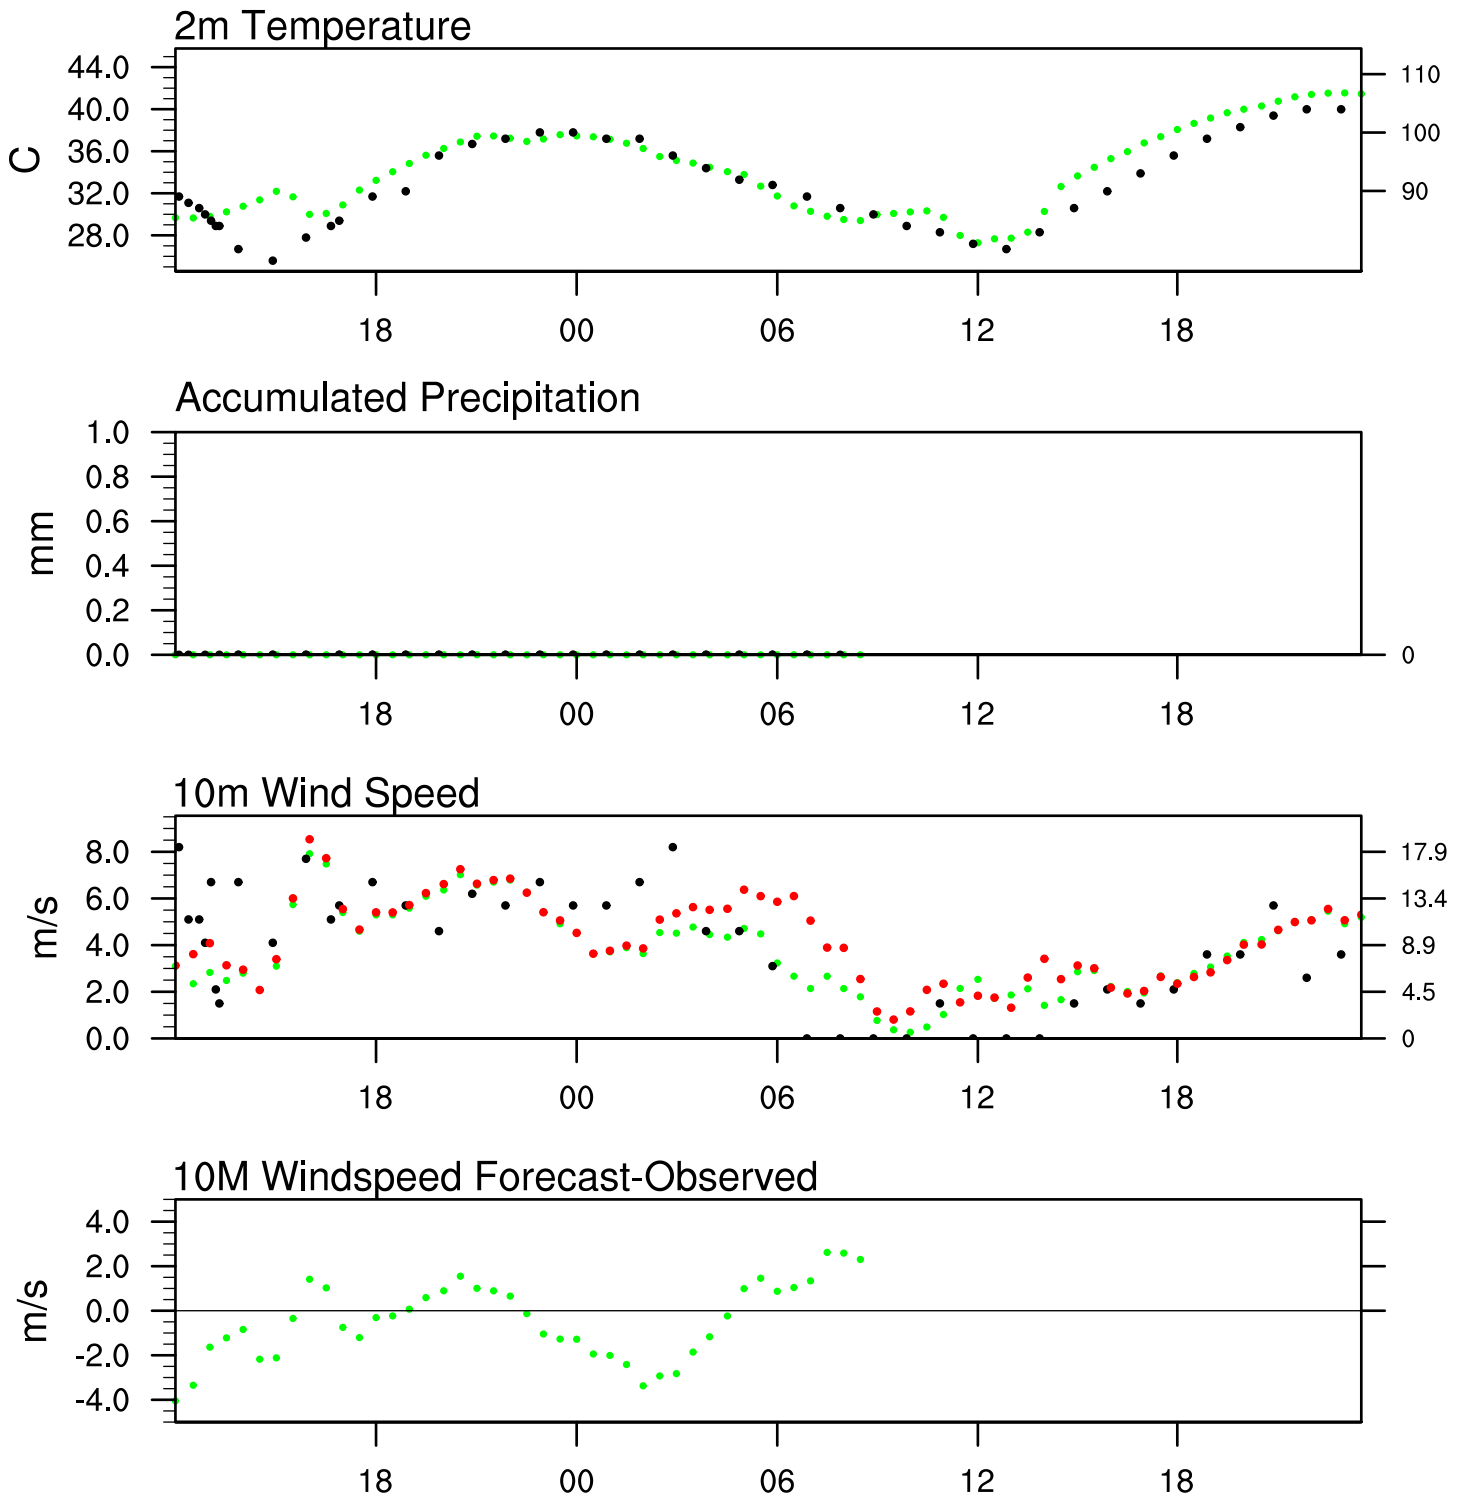 2m Temperature
44.0
40.0
36.0
32.0
28.0
C
110
100
90
18 00 06 12 18
Accumulated Precipitation
1.0
0.8
0.6
0.4
0.2
0.0
mm
0
18 00 06 12 18
10m Wind Speed
8.0
6.0
4.0
2.0
0.0
m/s
17.9
13.4
8.9
4.5
0
18 00 06 12 18
10M Windspeed Forecast-Observed
4.0
2.0
0.0
-2.0
-4.0
m/s
18 00 06 12 18